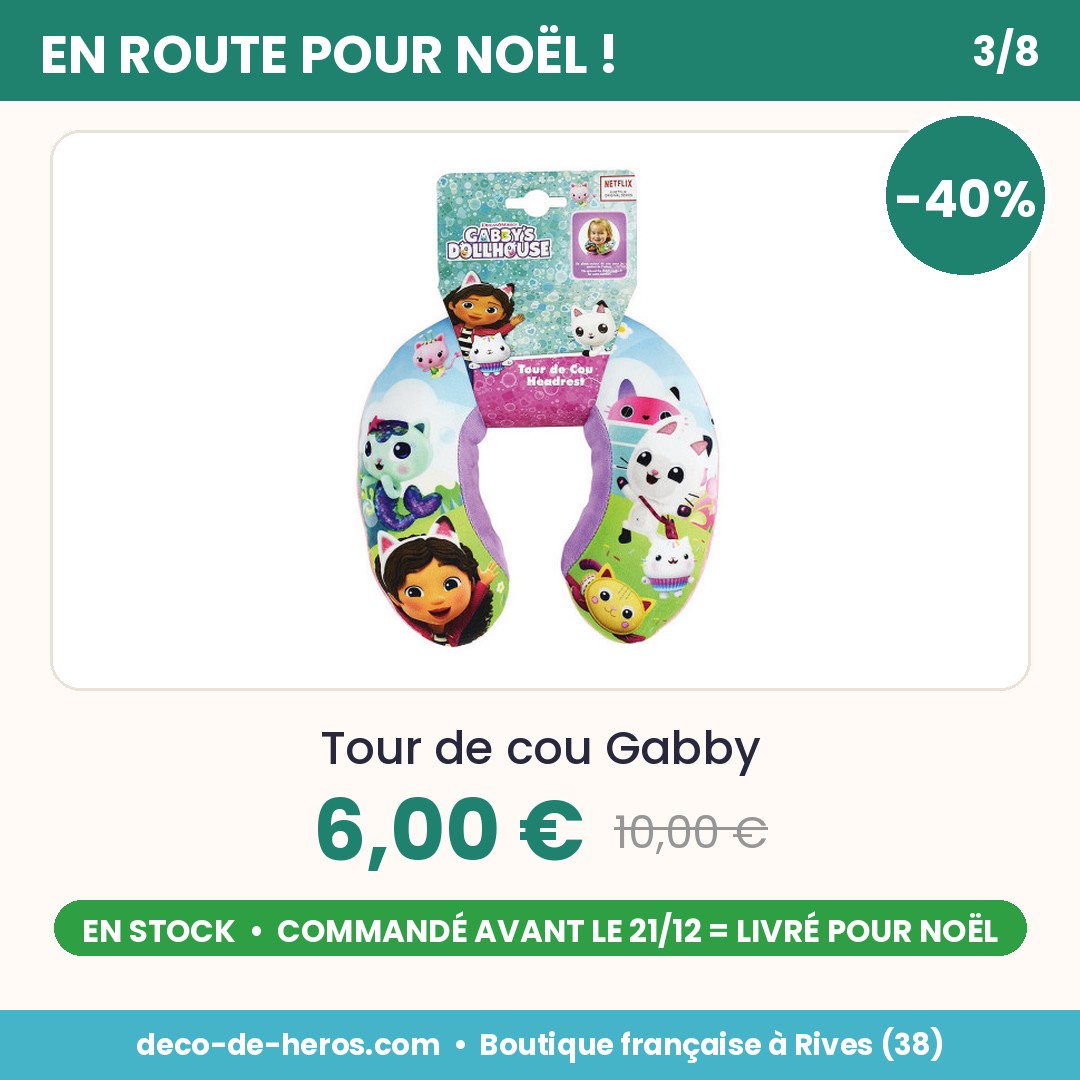 EN ROUTE POUR NOËL !
3/8
-40%
NETFLIX
GABBY'S
DOLLHOUSE
Tour de Cou
Headrest
Tour de cou Gabby
6,00 € 10,00 €
EN STOCK • COMMANDÉ AVANT LE 21/12 = LIVRÉ POUR NOËL
deco-de-heros.com • Boutique française à Rives (38)